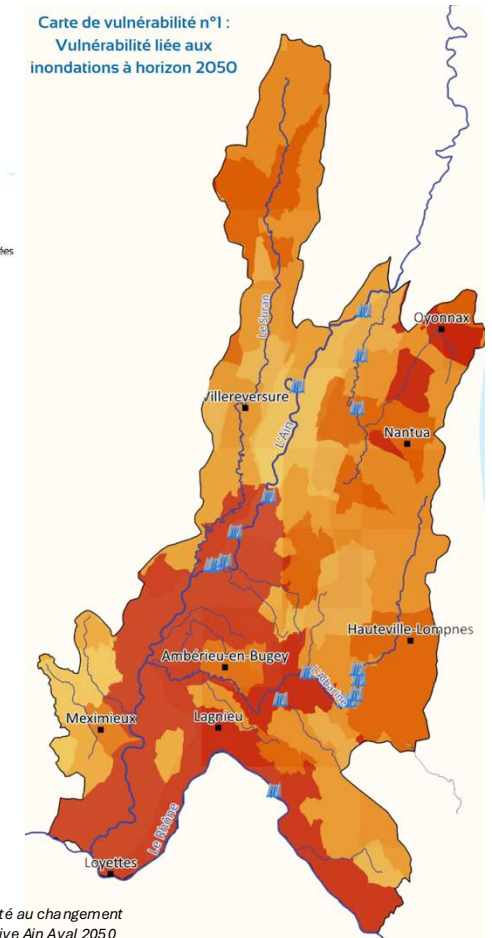 Carte de vulnérabilité n°1 :
Vulnérabilité liée aux
inondations à horizon 2050
ées
Oyonnax
Le Suran
Villereversure
L'Ain
Nantua
Hauteville-Lompnes
Ambérieu-en-Bugey
L'Albarine
Meximieux
Lagnieu
Le Rhône
Loyettes
té au changement
ive Ain Aval 2050